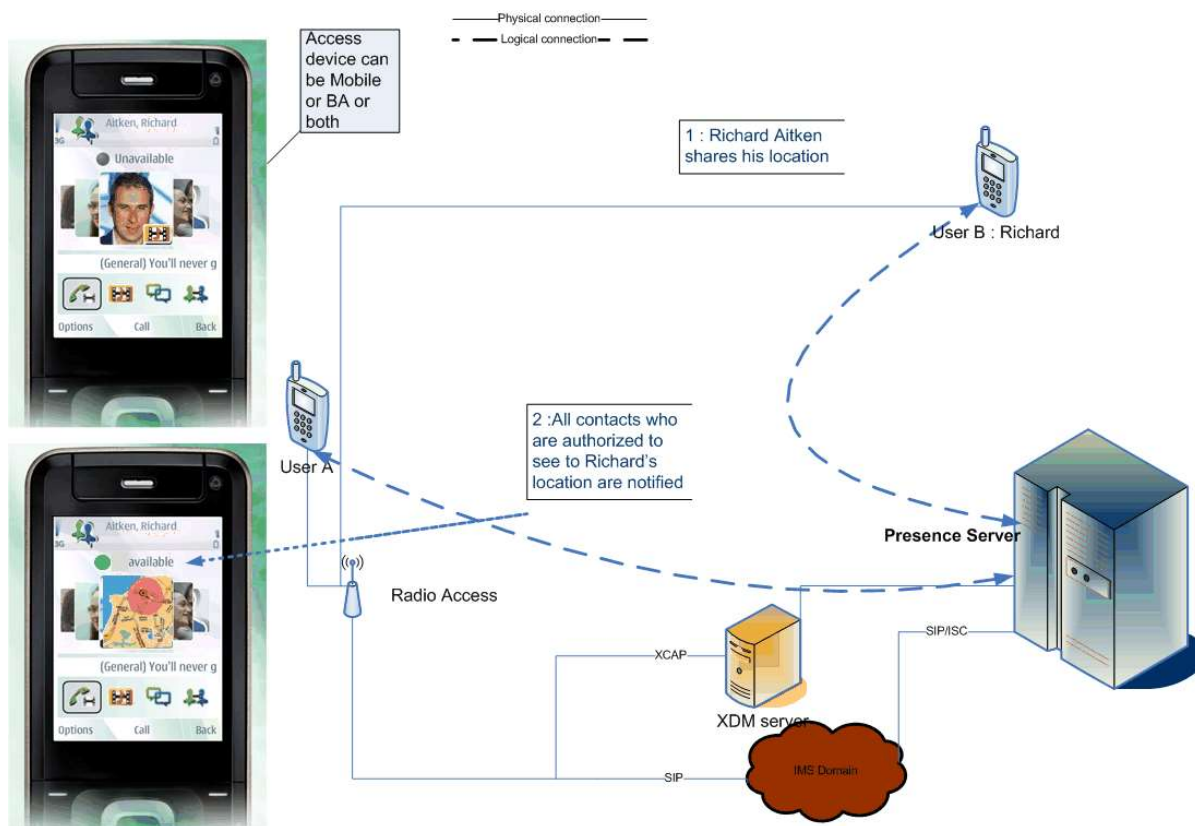 Physical connection
Logical connection
Access
device can
be Mobile
or BA or
both
Aitken, Richard
3G
Unavailable
(General) You'll never g
Options Call Back
1 : Richard Aitken
shares his location
User B : Richard
User A
2 :All contacts who
are authorized to
see to Richard's
location are notified
Aitken, Richard
3G
available
(General) You'll never g
Options Call Back
Radio Access
Presence Server
SIP/ISC
XCAP
XDM server
IMS Domain
SIP